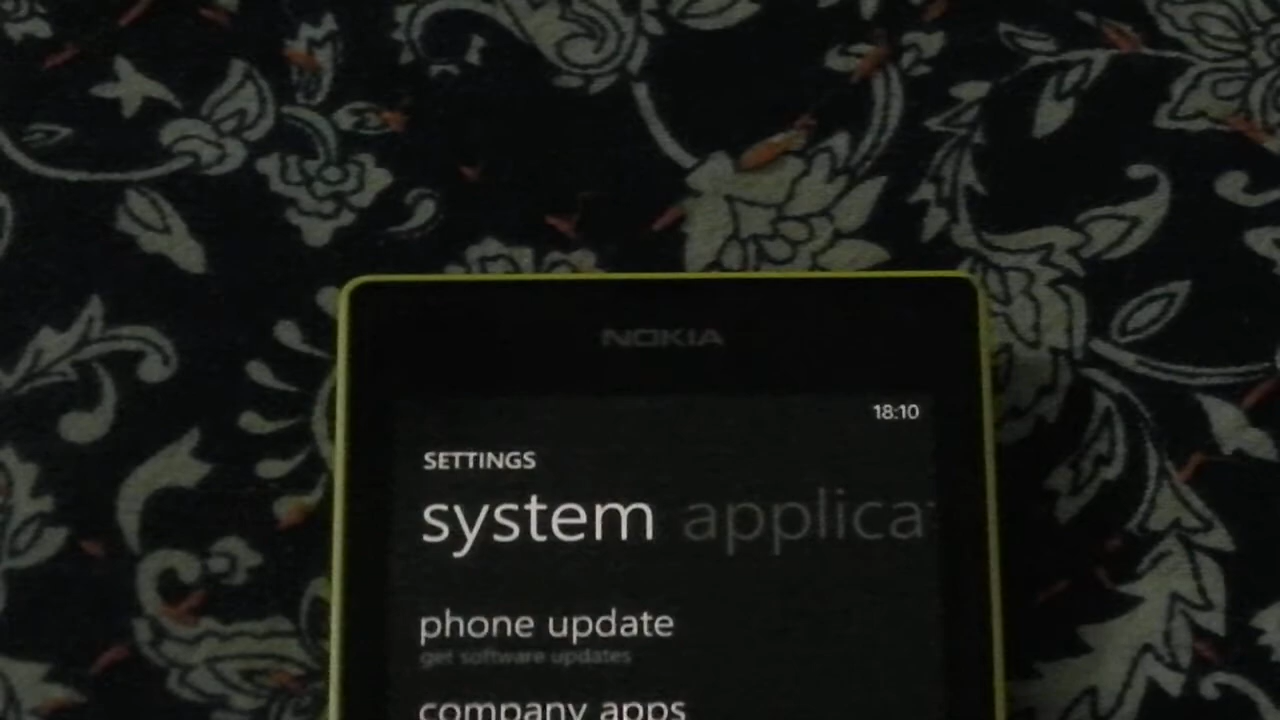 NOKIA
18:10
SETTINGS
system applica
phone update
get software updates
company apps